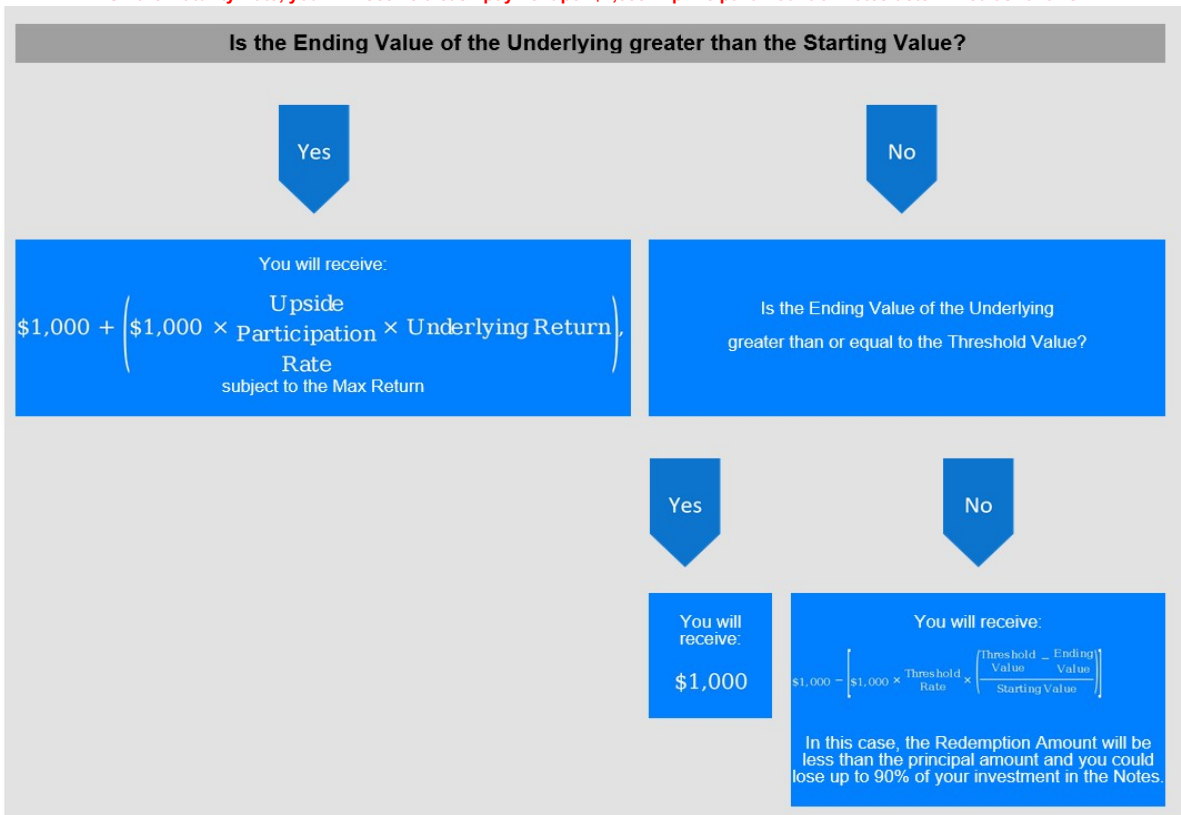 Is the Ending Value of the Underlying greater than the Starting Value?
Yes
No
You will receive:
$1,000 + ($1,000 × Upside Participation Rate × Underlying Return),
subject to the Max Return
Is the Ending Value of the Underlying
greater than or equal to the Threshold Value?
Yes
No
You will
receive:
$1,000
You will receive:
$1,000 − [$1,000 × Threshold Rate × (Threshold Value − Ending Value / Starting Value)]
In this case, the Redemption Amount will be
less than the principal amount and you could
lose up to 90% of your investment in the Notes.